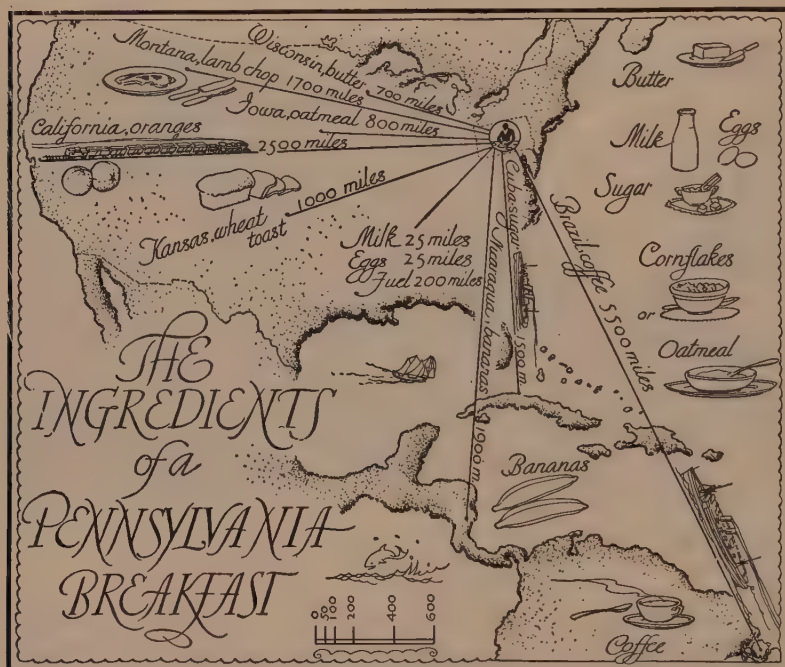 Wisconsin, butter 700 miles
Montana, lamb chop 1700 miles
Iowa, oatmeal 800 miles
California, oranges
2500 miles
1000 miles
Kansas, wheat
toast
Milk 25 miles
Eggs 25 miles
Fuel 200 miles
Cuba sugar 1500 m.
Nicaragua, bananas 1900 m.
Brazil, coffee 5500 miles
Butter
Milk
Eggs
Sugar
Cornflakes
or
Oatmeal
Bananas
Coffee
THE
INGREDIENTS
of a
PENNSYLVANIA
BREAKFAST
0 50 100 200 400 600